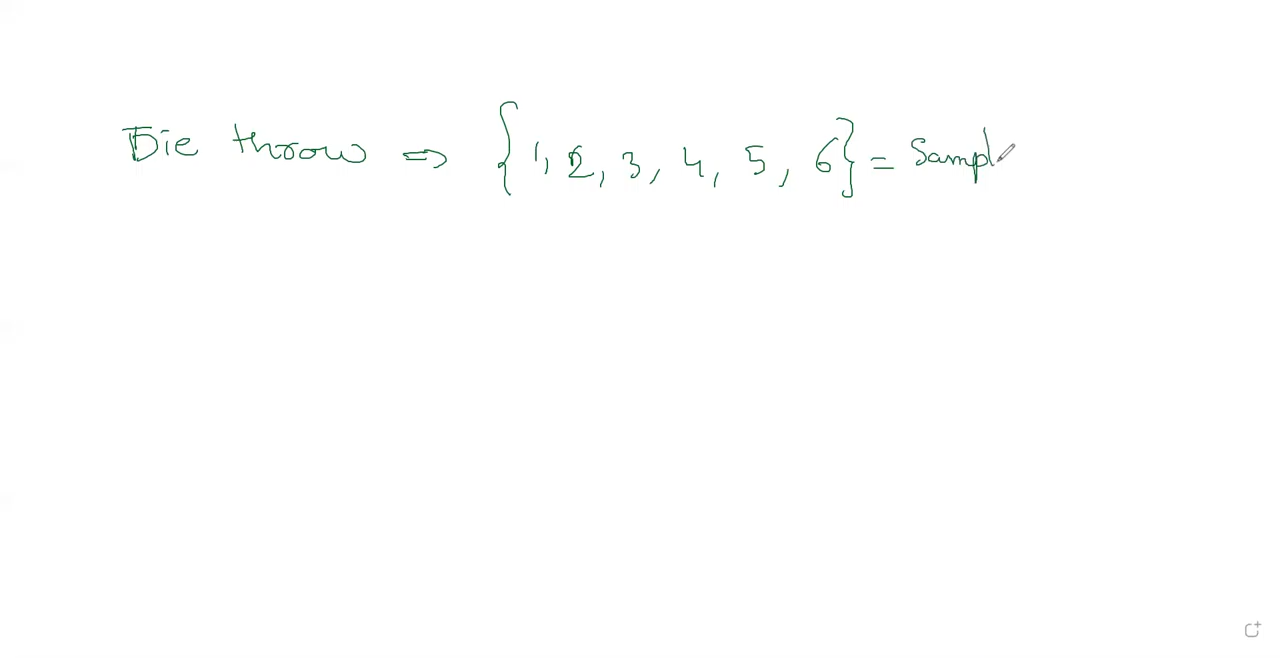 Die throw ⇒ {1, 2, 3, 4, 5, 6} = Sampl